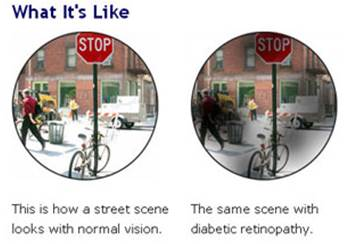 What It's Like
STOP
STOP
This is how a street scene
looks with normal vision.
The same scene with
diabetic retinopathy.